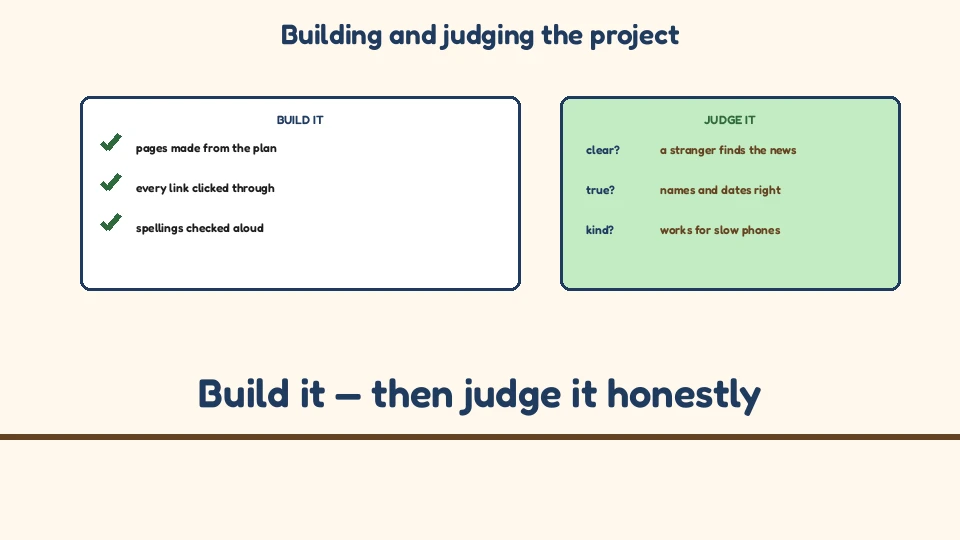 Building and judging the project
BUILD IT
pages made from the plan
every link clicked through
spellings checked aloud
JUDGE IT
clear? a stranger finds the news
true? names and dates right
kind? works for slow phones
Build it — then judge it honestly